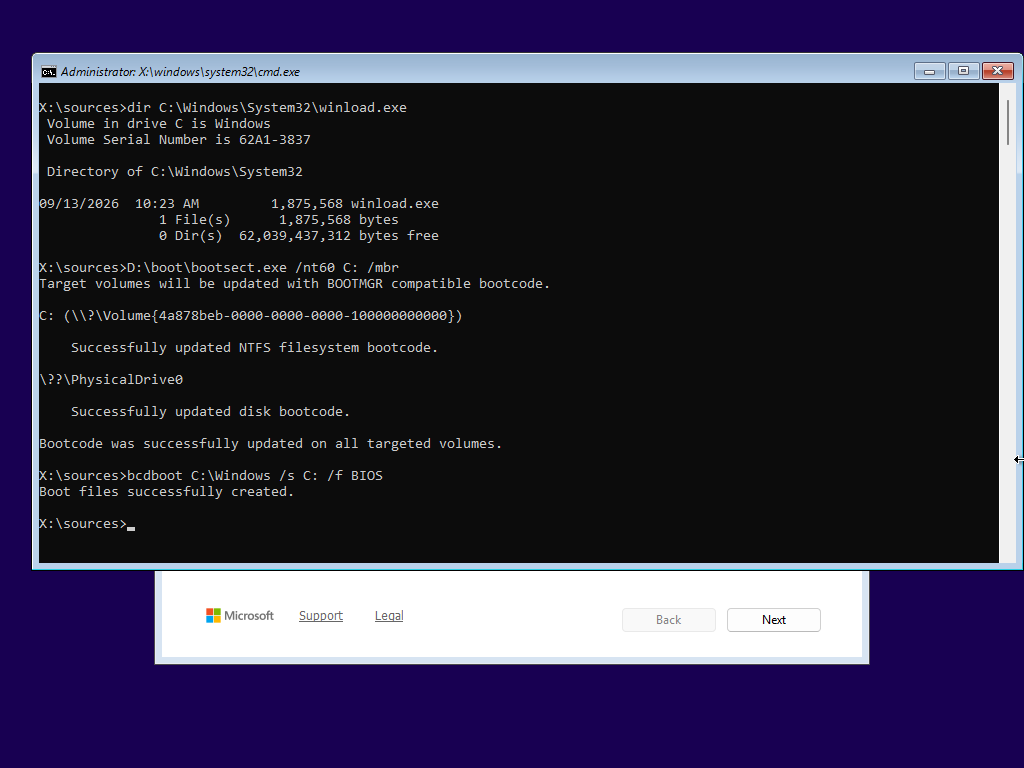 Administrator: X:\windows\system32\cmd.exe
X:\sources>dir C:\Windows\System32\winload.exe
 Volume in drive C is Windows
 Volume Serial Number is 62A1-3837
 Directory of C:\Windows\System32
09/13/2026  10:23 AM         1,875,568 winload.exe
               1 File(s)      1,875,568 bytes
               0 Dir(s)  62,039,437,312 bytes free
X:\sources>D:\boot\bootsect.exe /nt60 C: /mbr
Target volumes will be updated with BOOTMGR compatible bootcode.
C: (\\?\Volume{4a878beb-0000-0000-0000-100000000000})
    Successfully updated NTFS filesystem bootcode.
\??\PhysicalDrive0
    Successfully updated disk bootcode.
Bootcode was successfully updated on all targeted volumes.
X:\sources>bcdboot C:\Windows /s C: /f BIOS
Boot files successfully created.
X:\sources>
Microsoft Support Legal Back Next